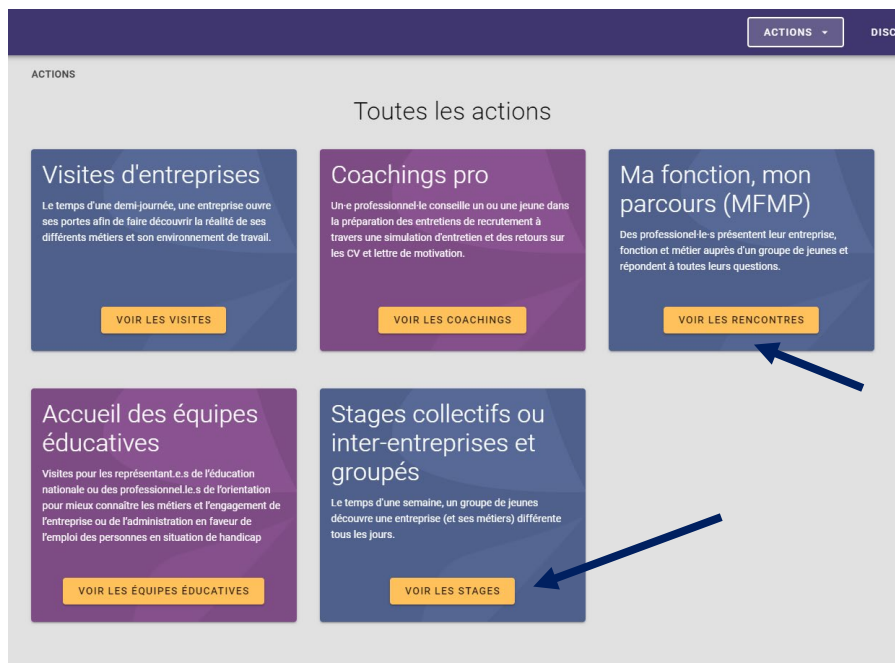 ACTIONS
ACTIONS
Toutes les actions
Visites d'entreprises
Le temps d'une demi-journée, une entreprise ouvre
ses portes afin de faire découvrir la réalité de ses
différents métiers et son environnement de travail.
VOIR LES VISITES
Coachings pro
Un·e professionnel·le conseille un ou une jeune dans
la préparation des entretiens de recrutement à
travers une simulation d'entretien et des retours sur
les CV et lettre de motivation.
VOIR LES COACHINGS
Ma fonction, mon
parcours (MFMP)
Des professionel·le·s présentent leur entreprise,
fonction et métier auprès d'un groupe de jeunes et
répondent à toutes leurs questions.
VOIR LES RENCONTRES
Accueil des équipes
éducatives
Visites pour les représentant.e.s de l'éducation
nationale ou des professionnel.le.s de l'orientation
pour mieux connaître les métiers et l'engagement de
l'entreprise ou de l'administration en faveur de
l'emploi des personnes en situation de handicap
VOIR LES ÉQUIPES ÉDUCATIVES
Stages collectifs ou
inter-entreprises et
groupés
Le temps d'une semaine, un groupe de jeunes
découvre une entreprise (et ses métiers) différente
tous les jours.
VOIR LES STAGES